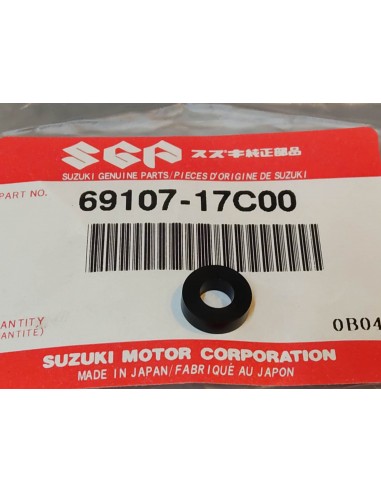 SGP スズキ純正部品
SUZUKI GENUINE PARTS/PIECES D'ORIGINE DE SUZUKI
PART NO.
69107-17C00
ANTITY
ANTITÉ)
0B04
SUZUKI MOTOR CORPORATION
MADE IN JAPAN/FABRIQUÉ AU JAPON